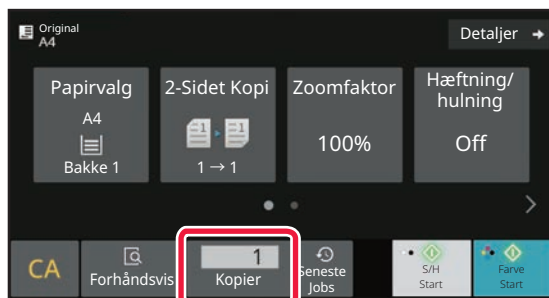 Original
A4
Detaljer
Papirvalg
A4
Bakke 1
2-Sidet Kopi
1 → 1
Zoomfaktor
100%
Hæftning/
hulning
Off
CA
Forhåndsvis
1
Kopier
Seneste
Jobs
S/H
Start
Farve
Start